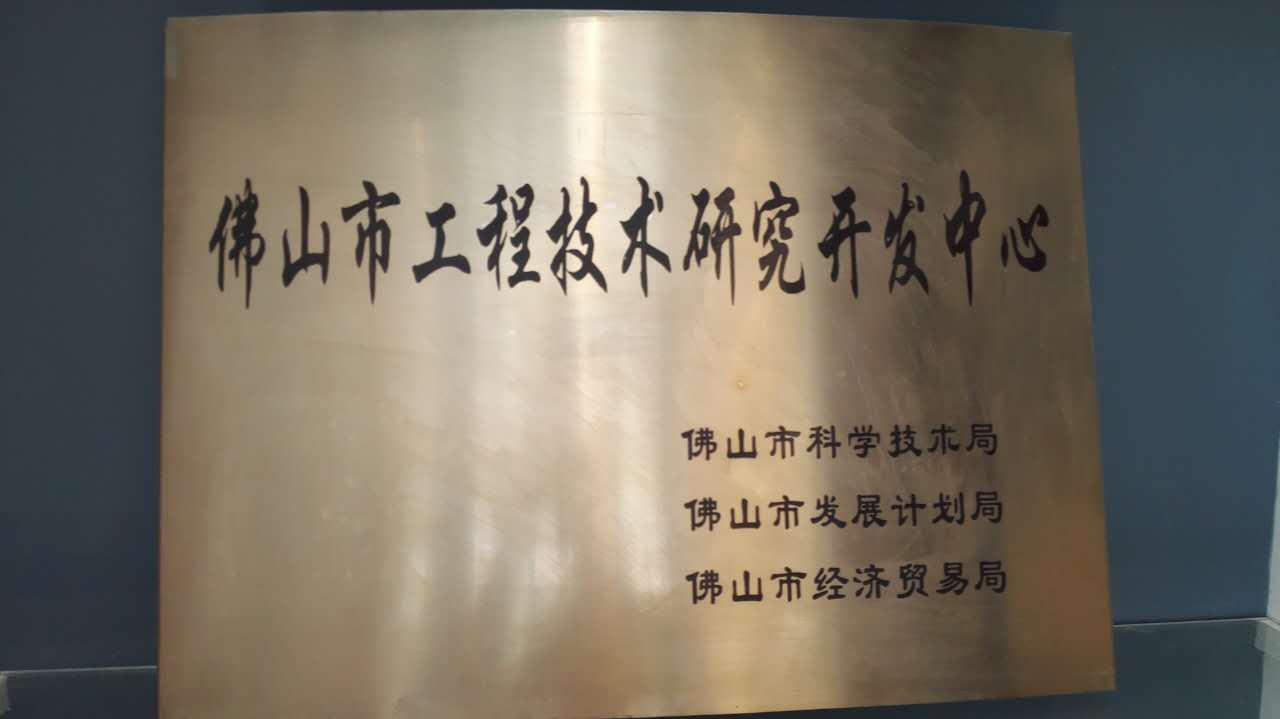 佛山市工程技术研究开发中心
佛山市科学技术局
佛山市发展计划局
佛山市经济贸易局